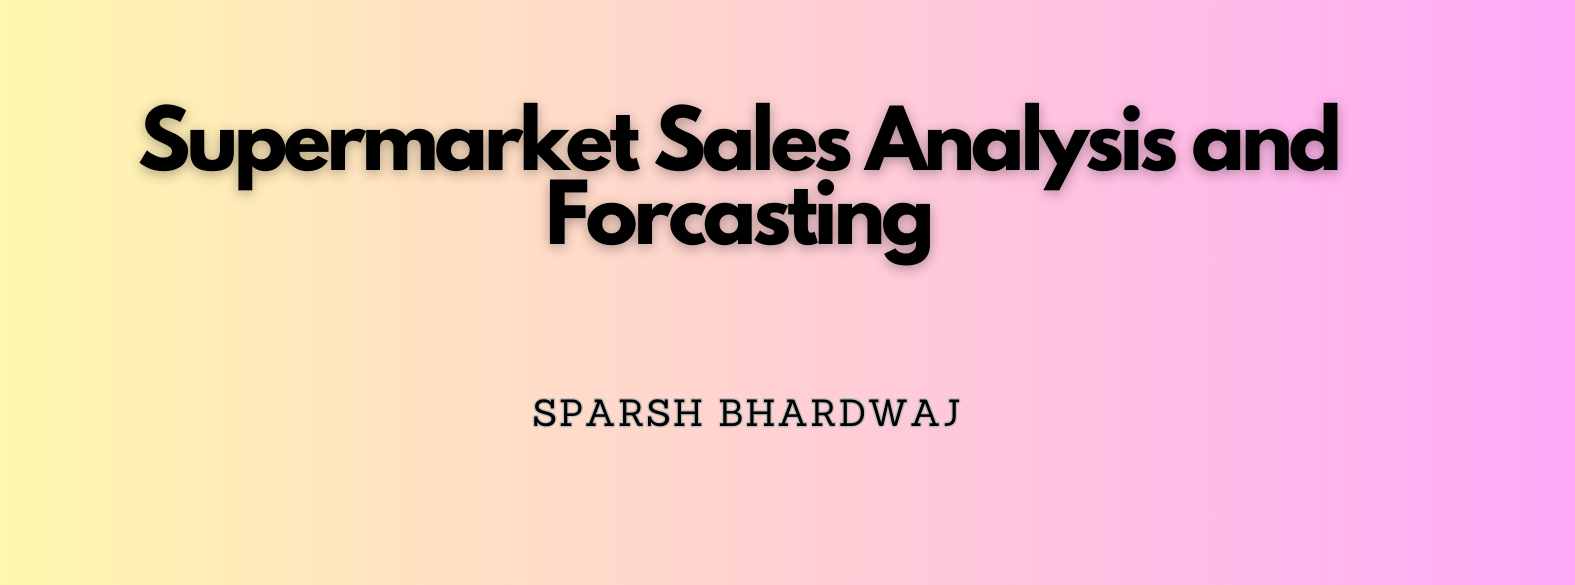 Supermarket Sales Analysis and
Forcasting
SPARSH BHARDWAJ